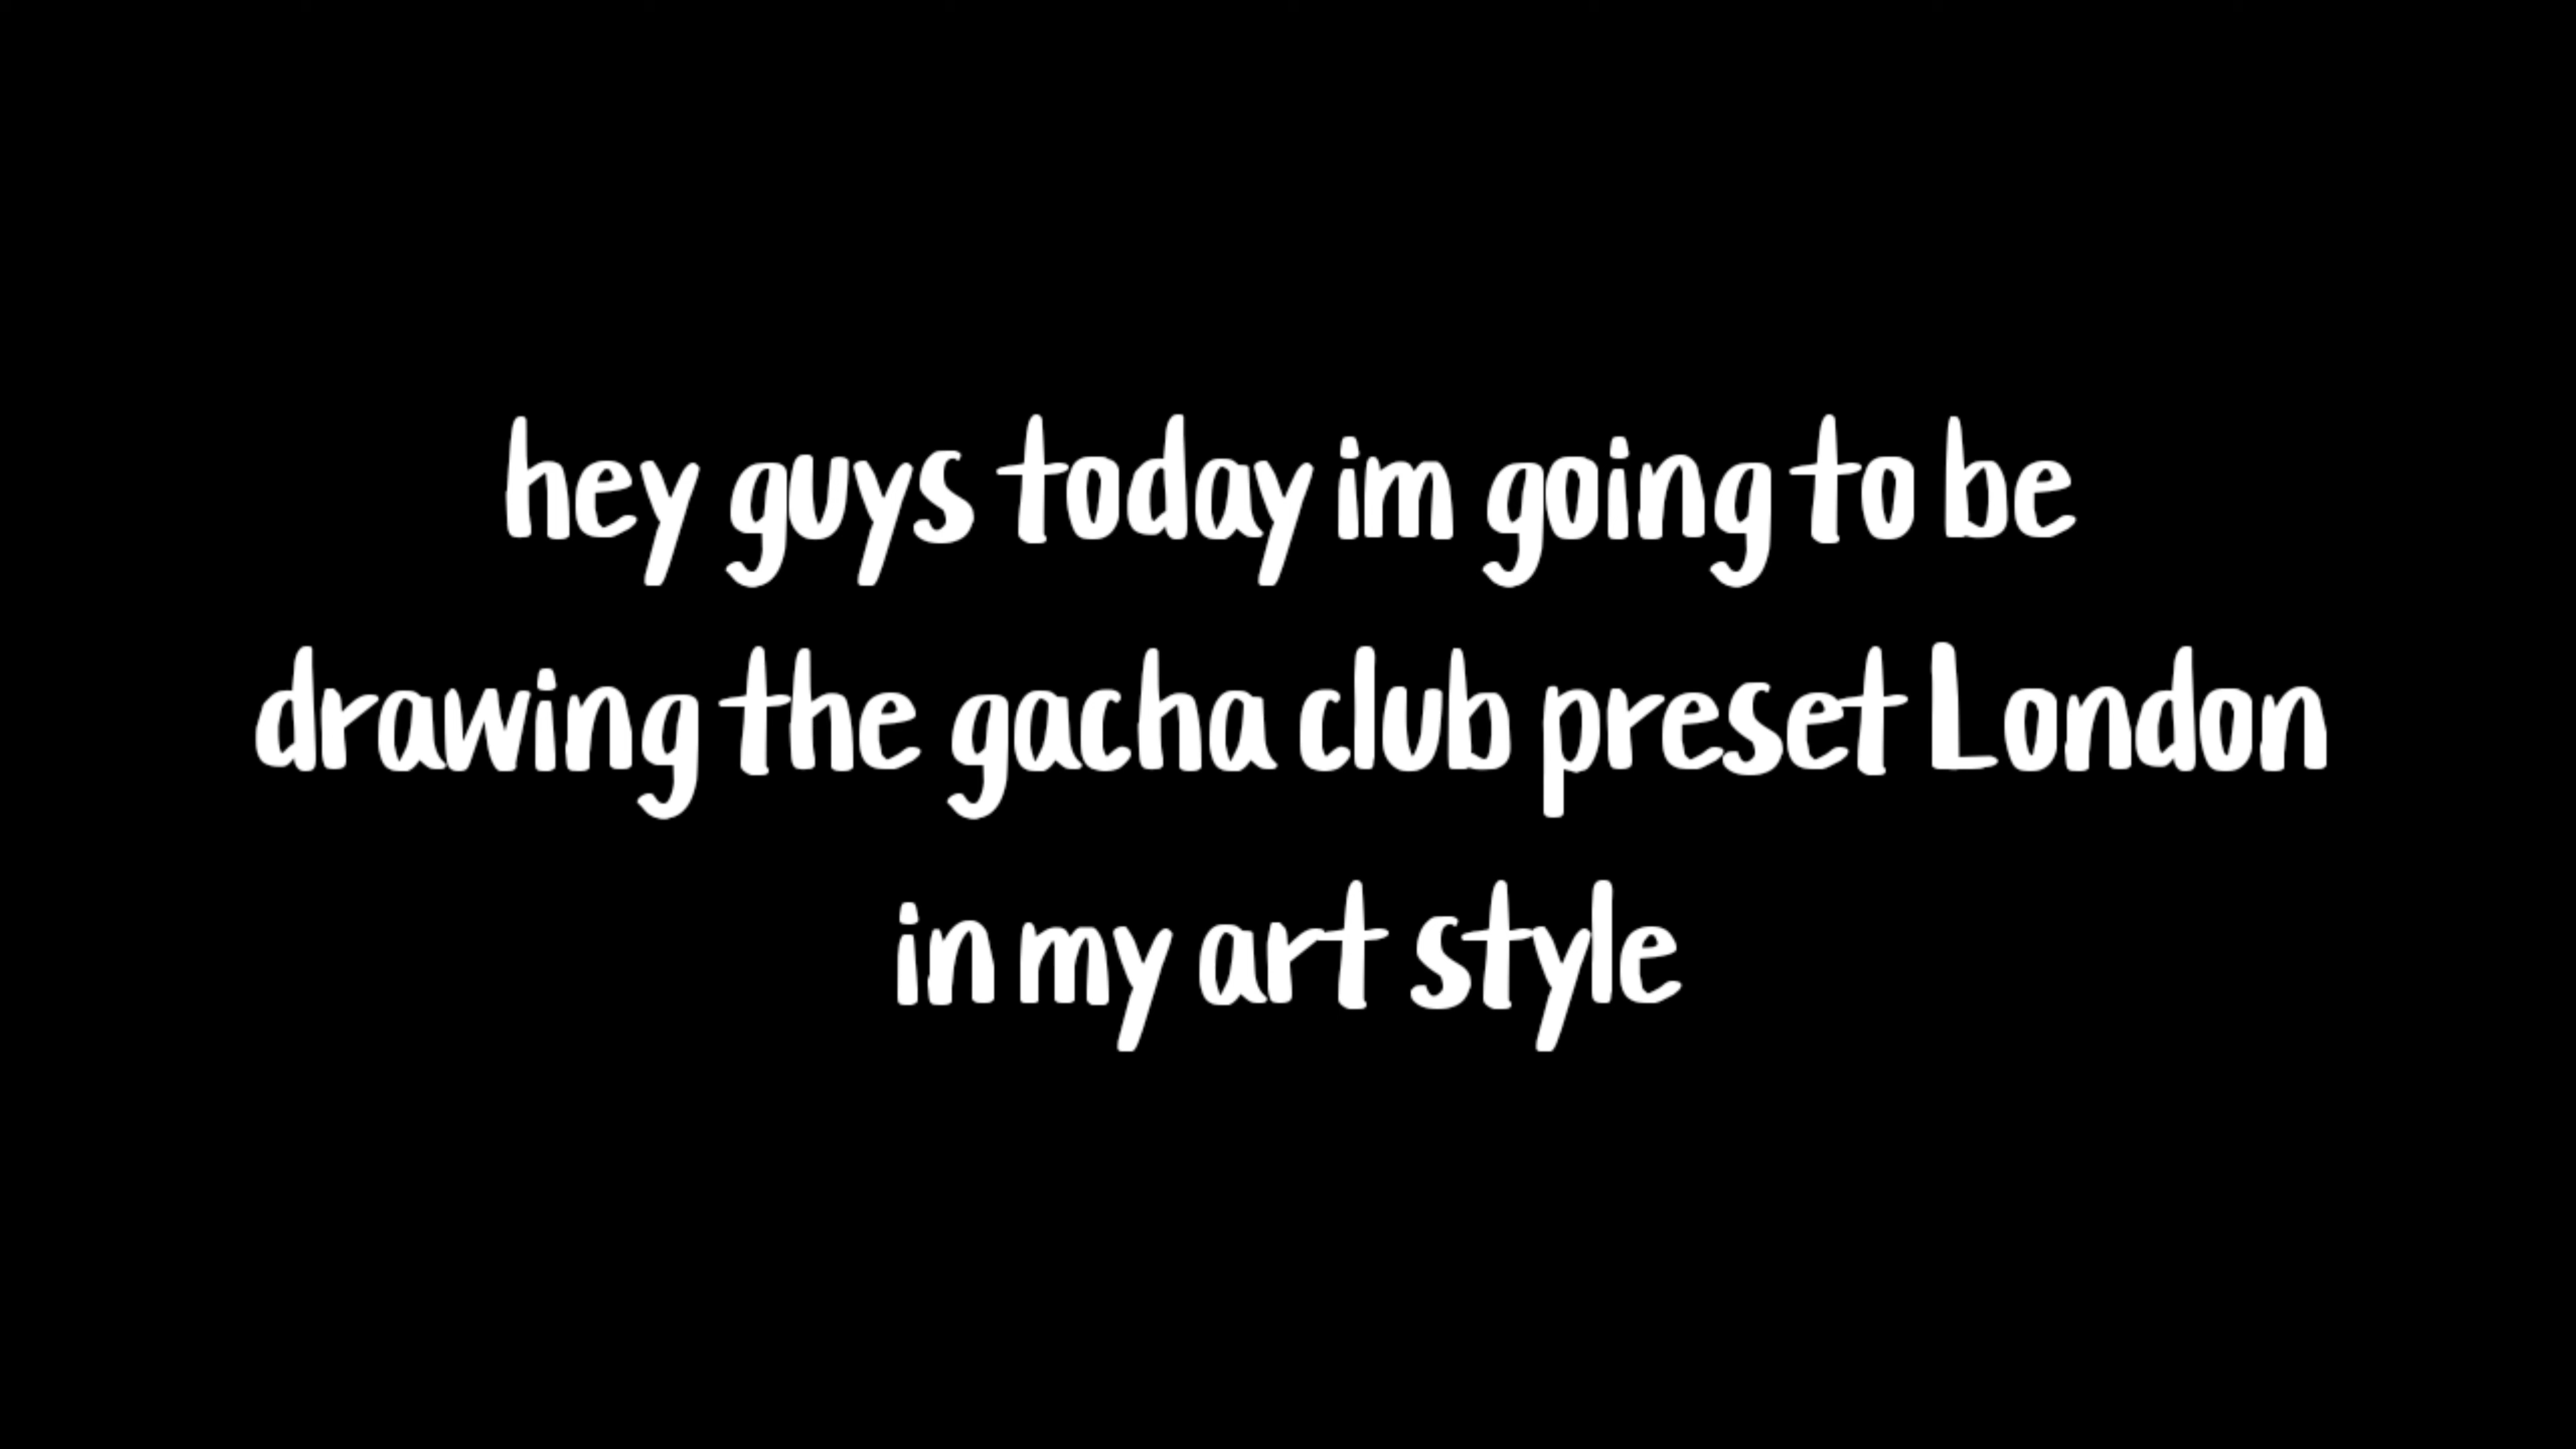 hey guys today im going to be
drawing the gacha club preset London
in my art style